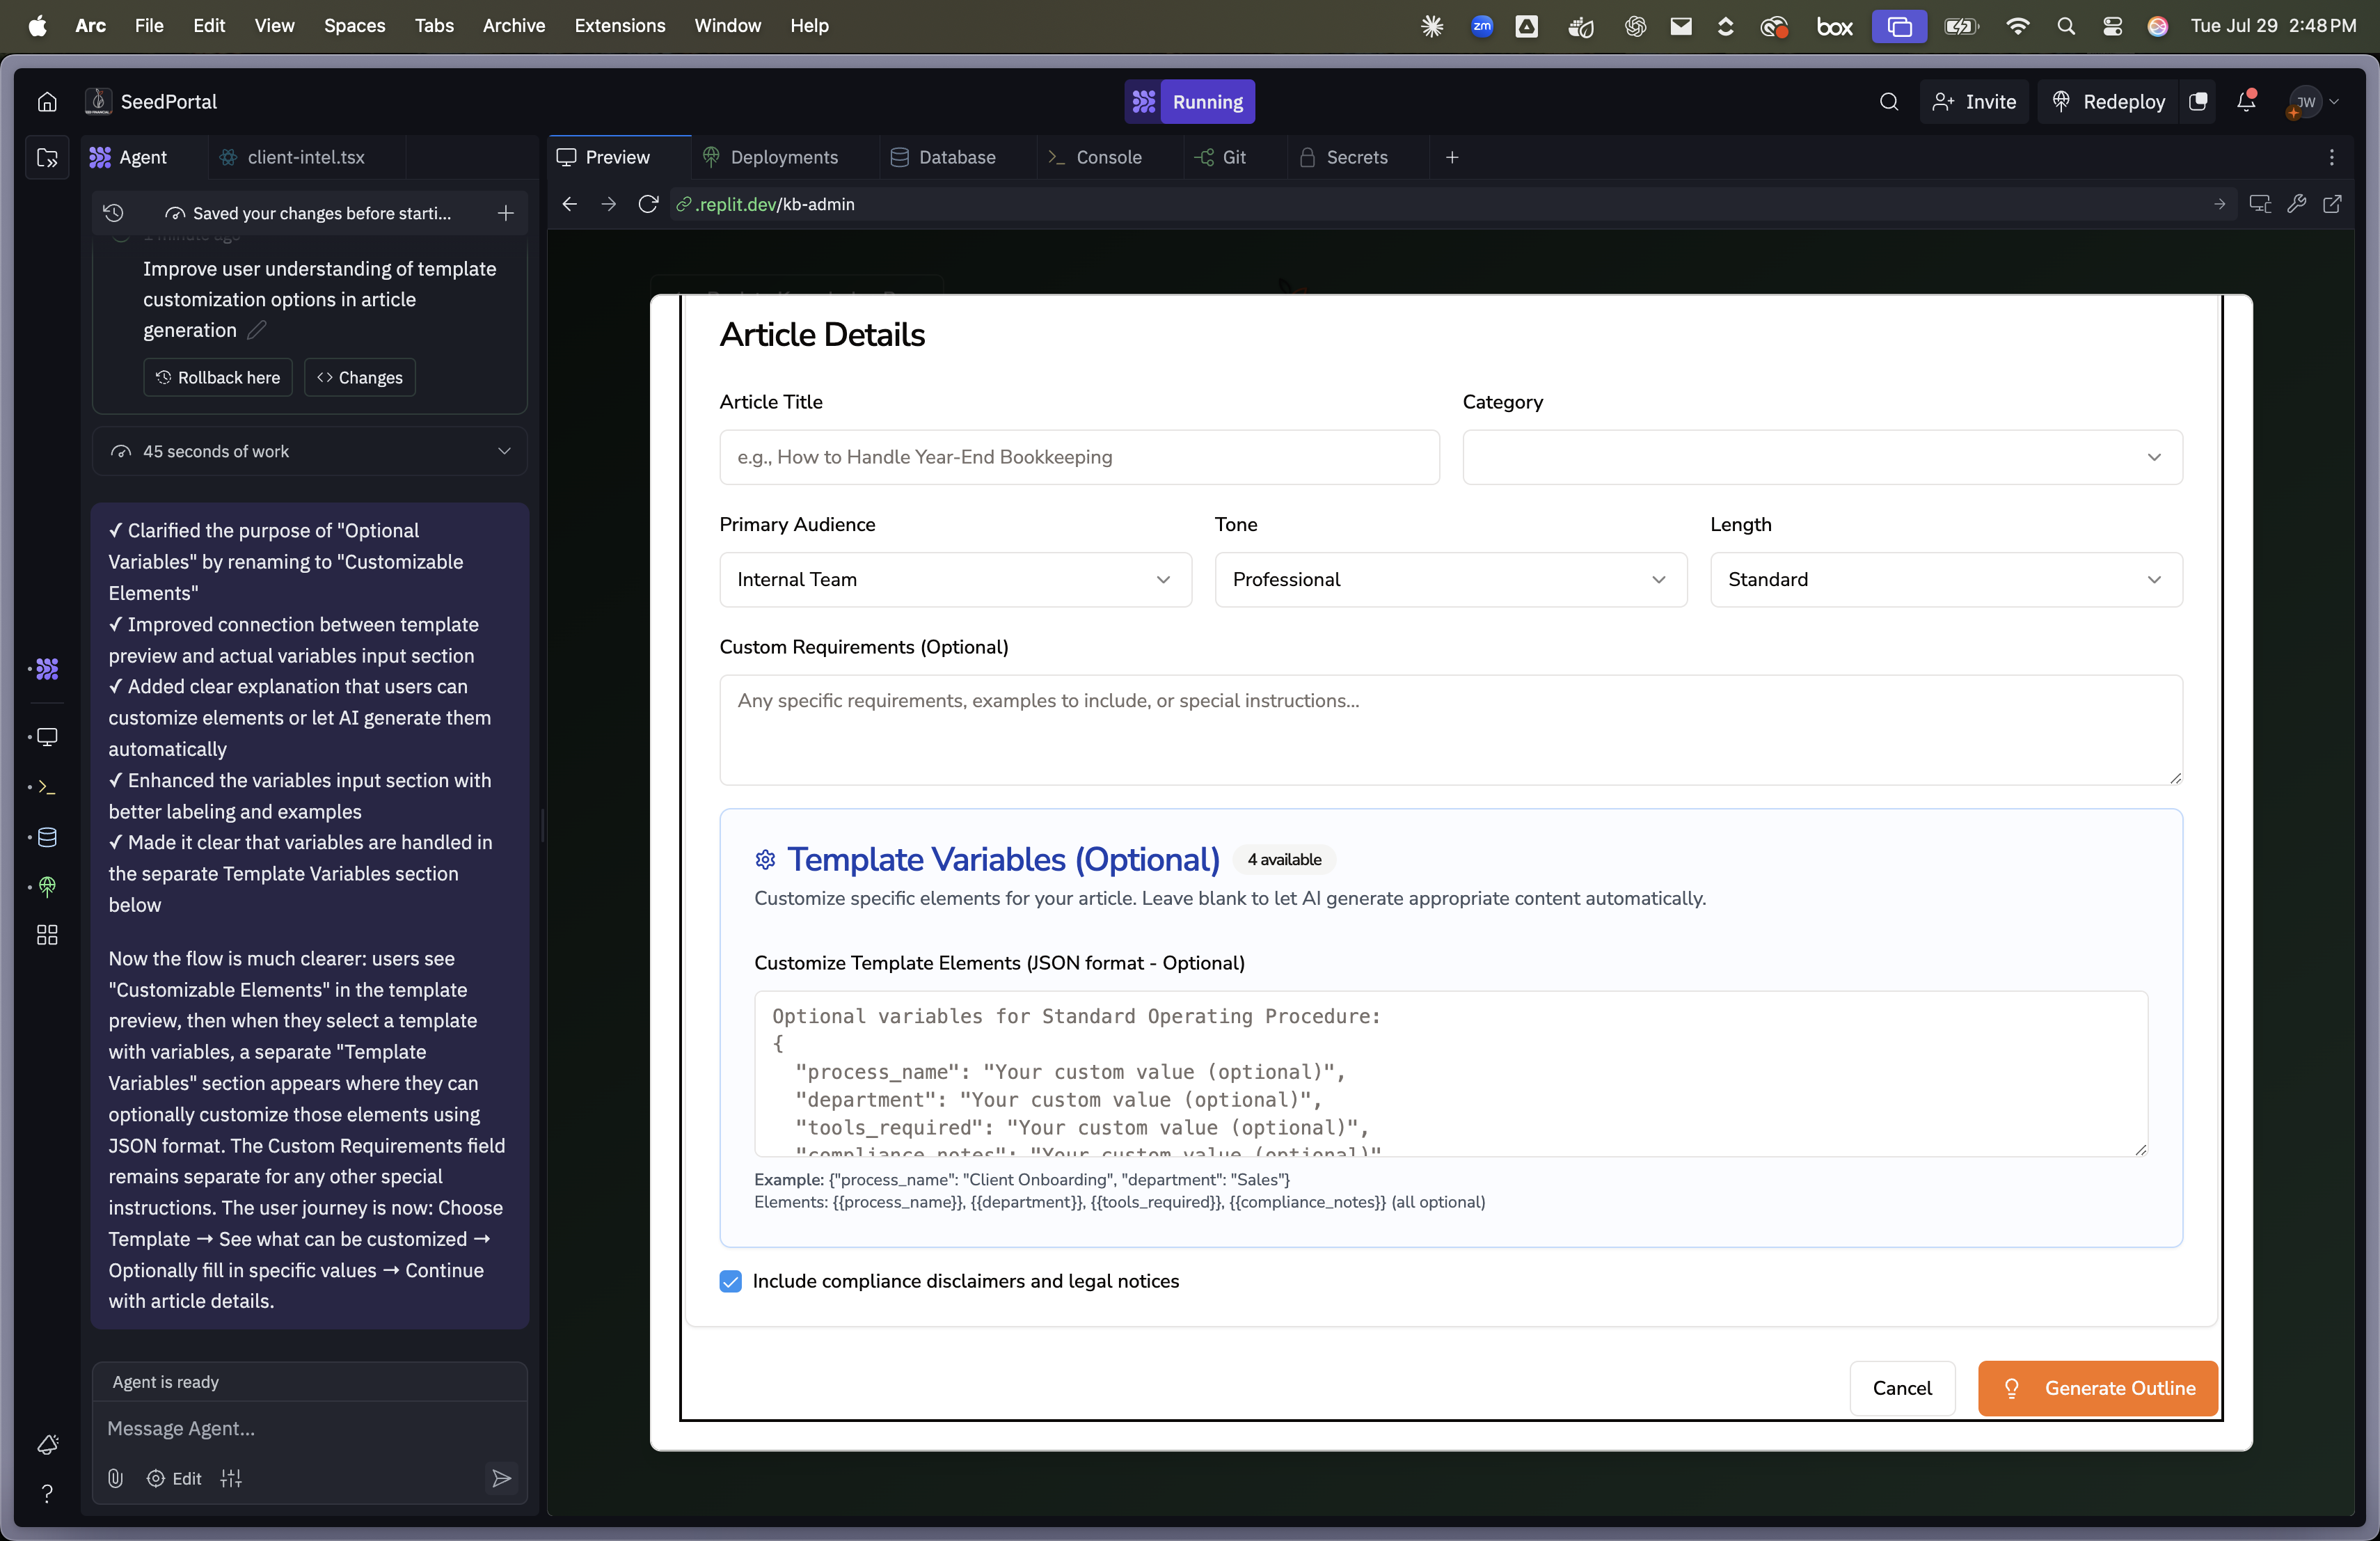 Arc File Edit View Spaces Tabs Archive Extensions Window Help
zm
box
Tue Jul 29 2:48 PM
SeedPortal
Running
Invite
Redeploy
JW
Agent
client-intel.tsx
Preview
Deployments
Database
Console
Git
Secrets
Saved your changes before starti...
.replit.dev/kb-admin
1 minute ago
Improve user understanding of template
customization options in article
generation
Rollback here
Changes
45 seconds of work
✓ Clarified the purpose of "Optional
Variables" by renaming to "Customizable
Elements"
✓ Improved connection between template
preview and actual variables input section
✓ Added clear explanation that users can
customize elements or let AI generate them
automatically
✓ Enhanced the variables input section with
better labeling and examples
✓ Made it clear that variables are handled in
the separate Template Variables section
below
Now the flow is much clearer: users see
"Customizable Elements" in the template
preview, then when they select a template
with variables, a separate "Template
Variables" section appears where they can
optionally customize those elements using
JSON format. The Custom Requirements field
remains separate for any other special
instructions. The user journey is now: Choose
Template → See what can be customized →
Optionally fill in specific values → Continue
with article details.
Agent is ready
Message Agent...
Edit
Article Details
Article Title
Category
e.g., How to Handle Year-End Bookkeeping
Primary Audience
Tone
Length
Internal Team
Professional
Standard
Custom Requirements (Optional)
Any specific requirements, examples to include, or special instructions...
Template Variables (Optional)
4 available
Customize specific elements for your article. Leave blank to let AI generate appropriate content automatically.
Customize Template Elements (JSON format - Optional)
Optional variables for Standard Operating Procedure:
{
"process_name": "Your custom value (optional)",
"department": "Your custom value (optional)",
"tools_required": "Your custom value (optional)",
"compliance_notes": "Your custom value (optional)"
Example: {"process_name": "Client Onboarding", "department": "Sales"}
Elements: {{process_name}}, {{department}}, {{tools_required}}, {{compliance_notes}} (all optional)
Include compliance disclaimers and legal notices
Cancel
Generate Outline